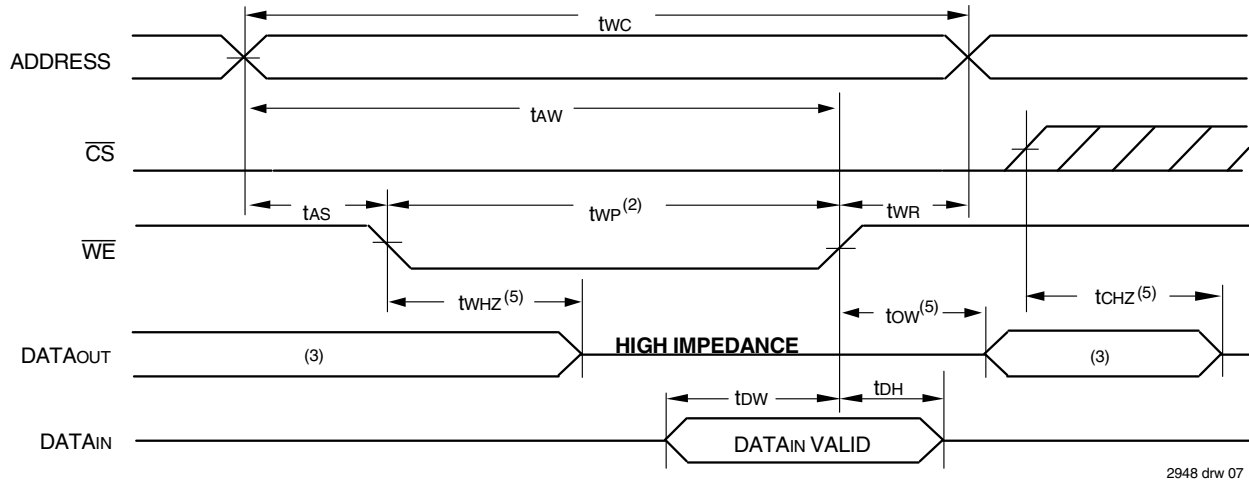 tWC
ADDRESS
tAW
CS
tAS
tWP(2)
tWR
WE
tWHZ(5)
tOW(5)
tCHZ(5)
DATAOUT
(3)
HIGH IMPEDANCE
(3)
tDW
tDH
DATAIN
DATAIN VALID
2948 drw 07